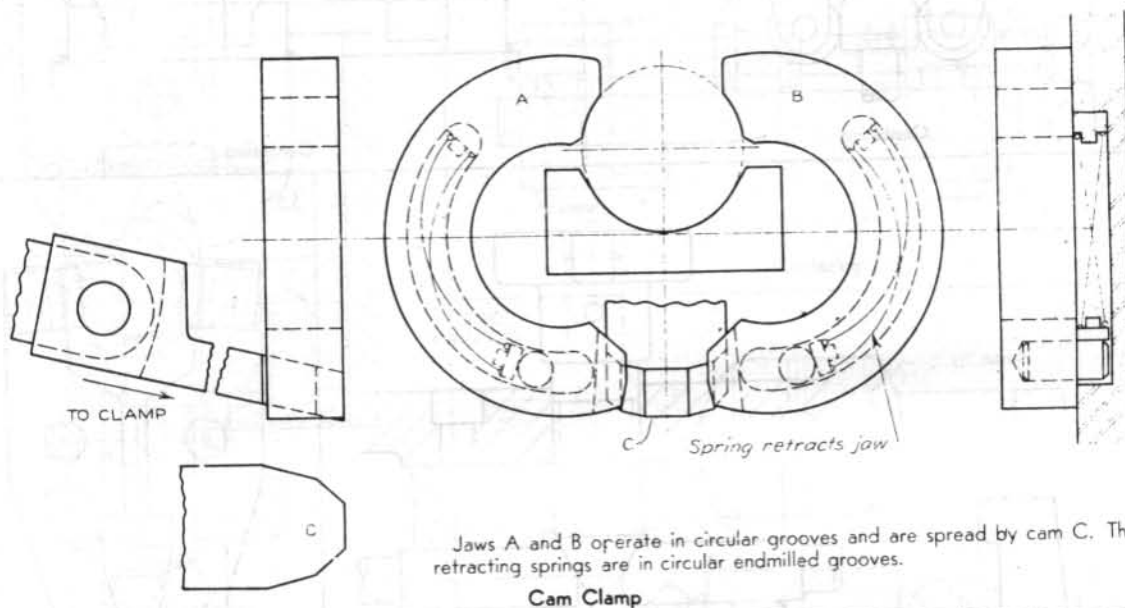 A
B
TO CLAMP
C
Spring retracts jaw
C
Jaws A and B operate in circular grooves and are spread by cam C. Th
retracting springs are in circular endmilled grooves.
Cam Clamp